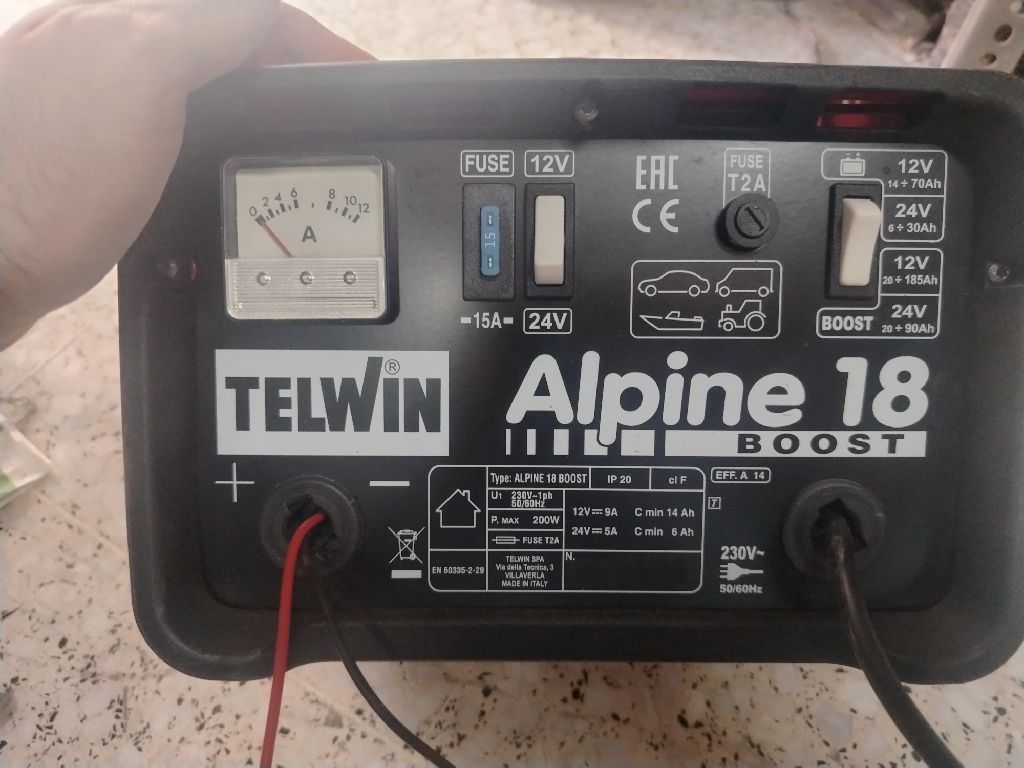 0 2 4 6 8 10 12
A
FUSE
15
15A
12V
24V
EAC
CE
FUSE
T2A
12V
14 ÷ 70Ah
24V
6 ÷ 30Ah
12V
20 ÷ 185Ah
24V
20 ÷ 90Ah
BOOST
TELWIN®
Alpine 18
BOOST
+ −
Type: ALPINE 18 BOOST
IP 20
cl F
EFF. A 14
U1 230V~1ph
50/60Hz
P. MAX 200W
FUSE T2A
12V⎓9A C min 14 Ah
24V⎓5A C min 6 Ah
T
EN 60335-2-29
TELWIN SPA
Via della Tecnica, 3
VILLAVERLA
MADE IN ITALY
N.
230V~
50/60Hz